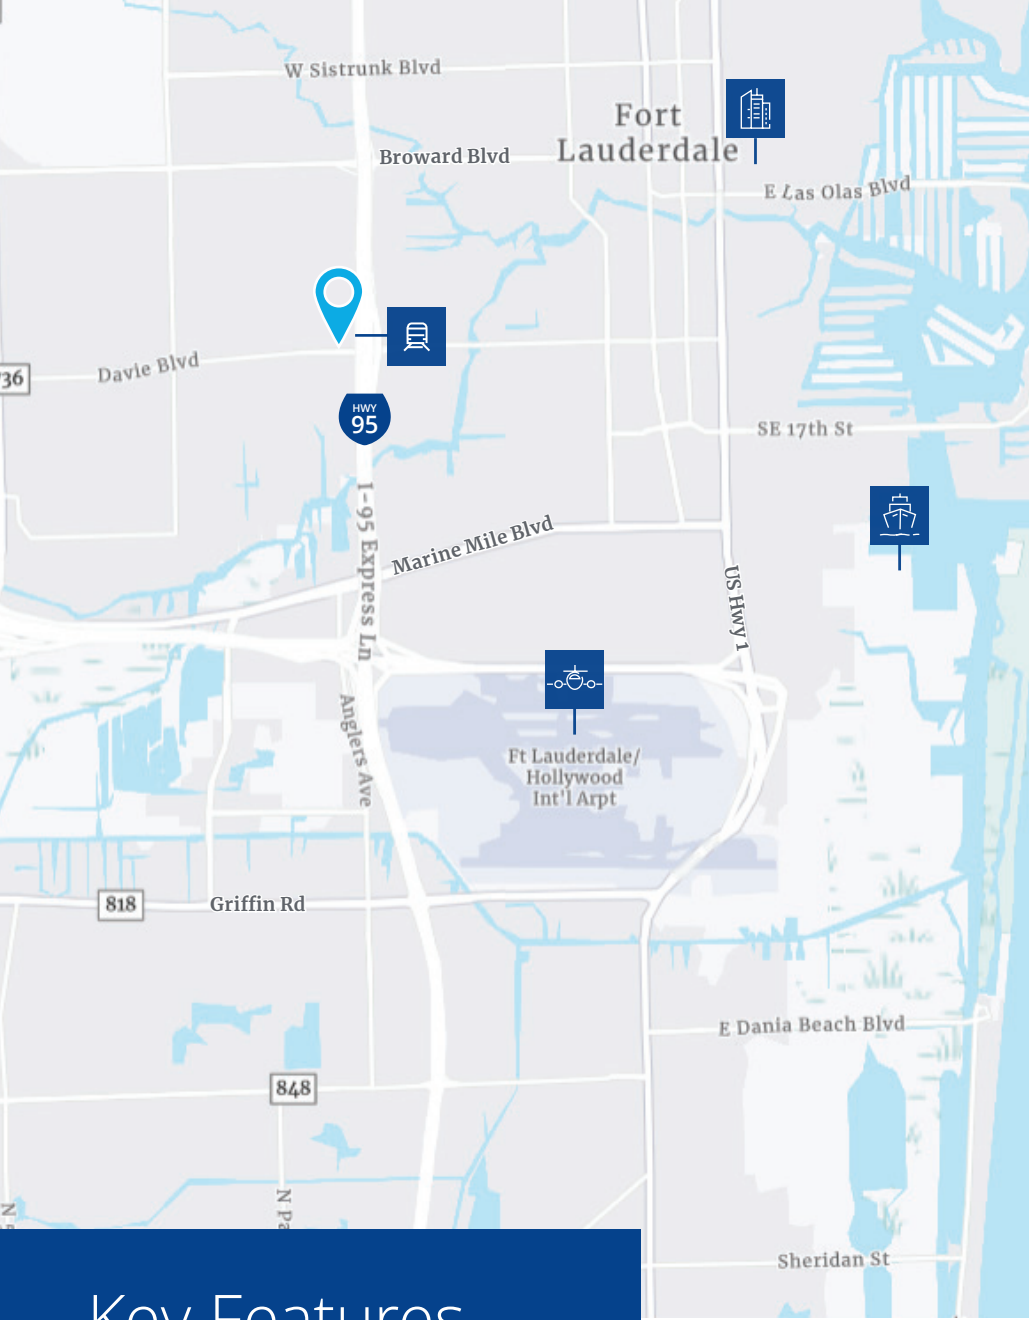 W Sistrunk Blvd
Fort
Lauderdale
Broward Blvd
E Las Olas Blvd
Davie Blvd
736
HWY
95
SE 17th St
I-95 Express Ln
Marine Mile Blvd
US Hwy 1
Anglers Ave
Ft Lauderdale/
Hollywood
Int'l Arpt
818
Griffin Rd
E Dania Beach Blvd
848
N Pa
N
Sheridan St
Key Features